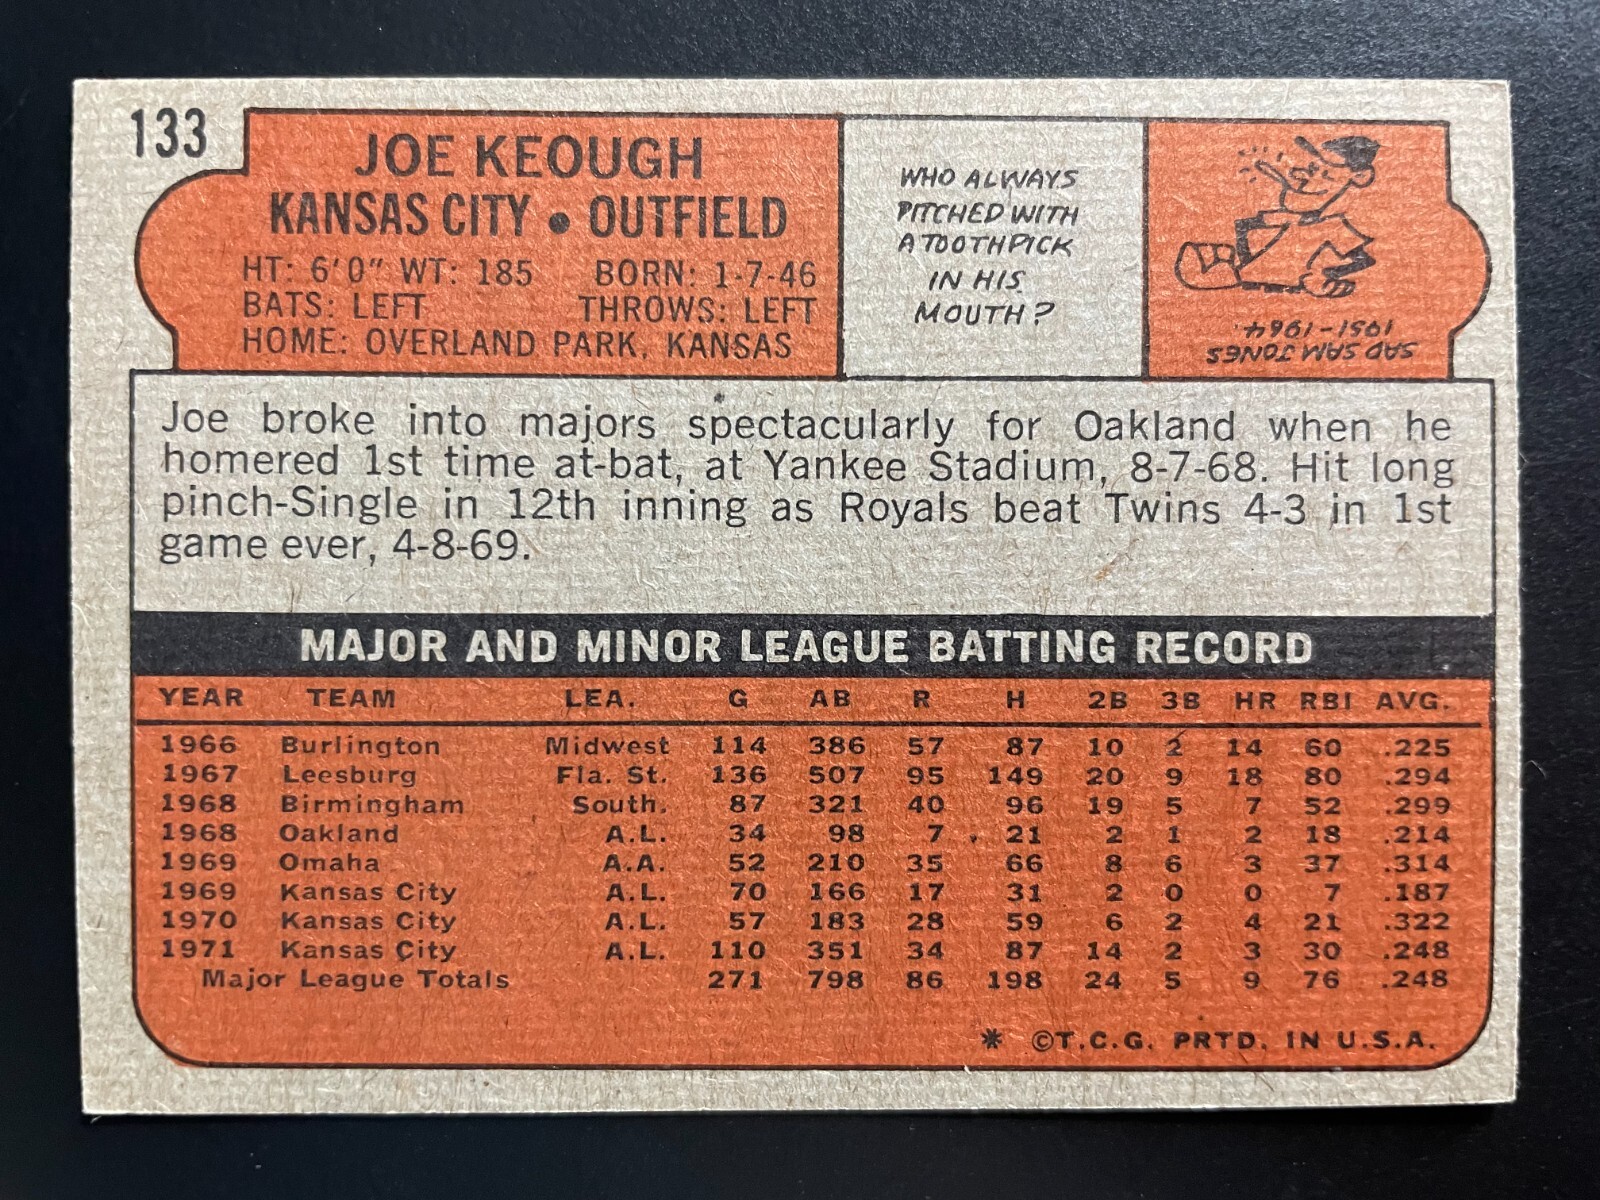 133
JOE KEOUGH
KANSAS CITY • OUTFIELD
HT: 6'0" WT: 185 BORN: 1-7-46
BATS: LEFT THROWS: LEFT
HOME: OVERLAND PARK, KANSAS
WHO ALWAYS
PITCHED WITH
A TOOTHPICK
IN HIS
MOUTH?
SAD SAM JONES WAS
1951-1964.
Joe broke into majors spectacularly for Oakland when he
homered 1st time at-bat, at Yankee Stadium, 8-7-68. Hit long
pinch-Single in 12th inning as Royals beat Twins 4-3 in 1st
game ever, 4-8-69.
MAJOR AND MINOR LEAGUE BATTING RECORD
YEAR TEAM LEA. G AB R H 2B 3B HR RBI AVG.
1966 Burlington Midwest 114 386 57 87 10 2 14 60 .225
1967 Leesburg Fla. St. 136 507 95 149 20 9 18 80 .294
1968 Birmingham South. 87 321 40 96 19 5 7 52 .299
1968 Oakland A.L. 34 98 7 21 2 1 2 18 .214
1969 Omaha A.A. 52 210 35 66 8 6 3 37 .314
1969 Kansas City A.L. 70 166 17 31 2 0 0 7 .187
1970 Kansas City A.L. 57 183 28 59 6 2 4 21 .322
1971 Kansas City A.L. 110 351 34 87 14 2 3 30 .248
Major League Totals 271 798 86 198 24 5 9 76 .248
* ©T.C.G. PRTD. IN U.S.A.